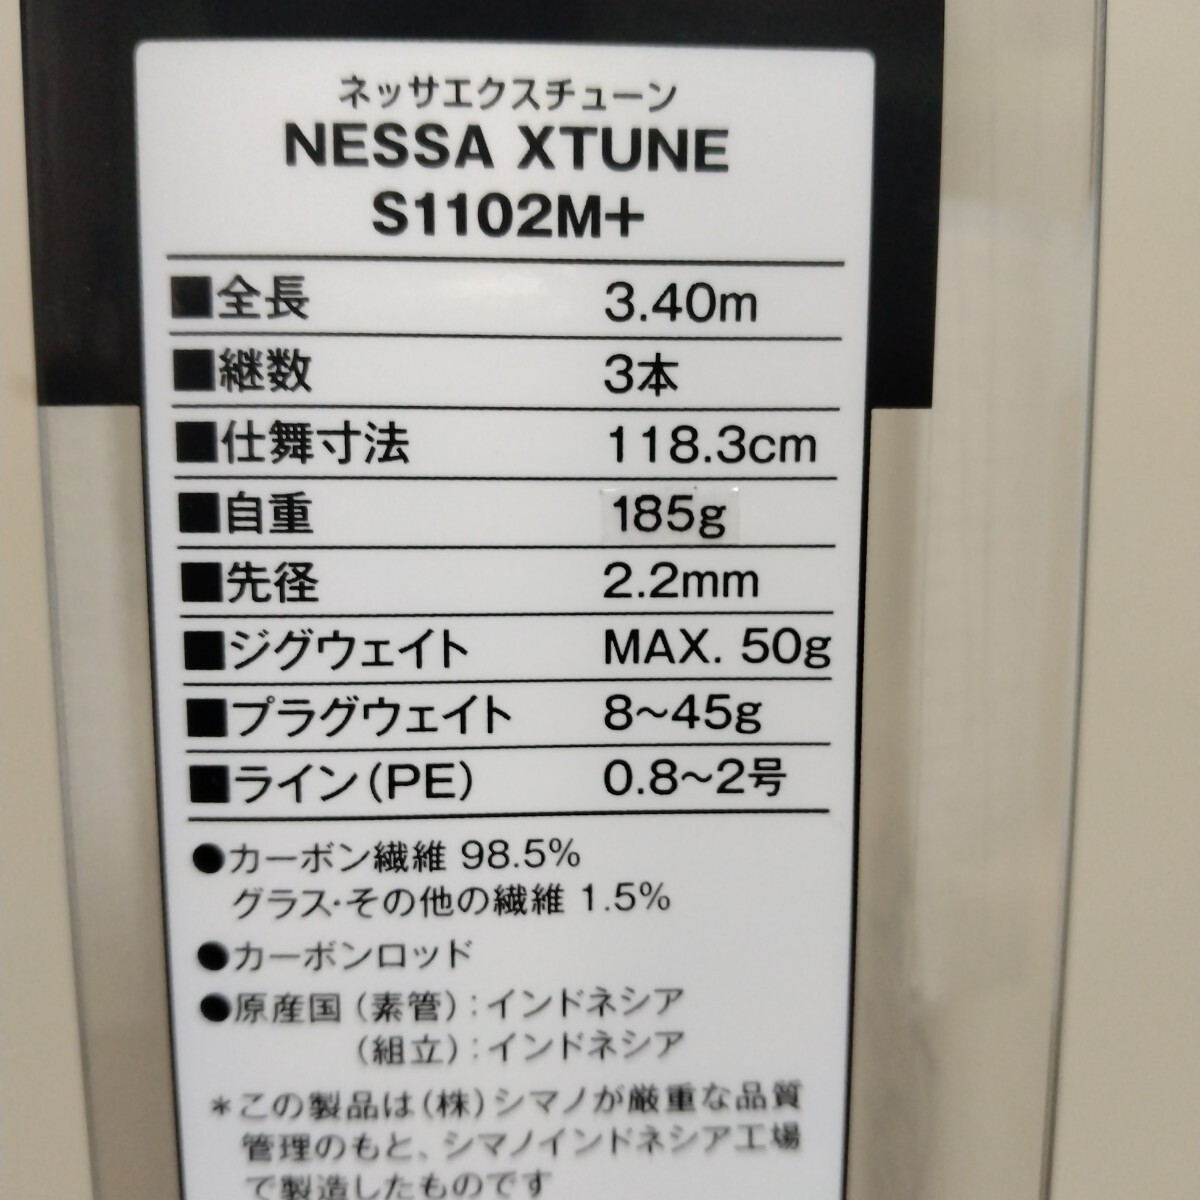 ネッサエクスチューン
NESSA XTUNE
S1102M+
■全長 3.40m
■継数 3本
■仕舞寸法 118.3cm
■自重 185g
■先径 2.2mm
■ジグウェイト MAX. 50g
■プラグウェイト 8~45g
■ライン(PE) 0.8~2号
●カーボン繊維 98.5%
グラス・その他の繊維 1.5%
●カーボンロッド
●原産国(素管):インドネシア
(組立):インドネシア
*この製品は(株)シマノが厳重な品質
管理のもと、シマノインドネシア工場
で製造したものです